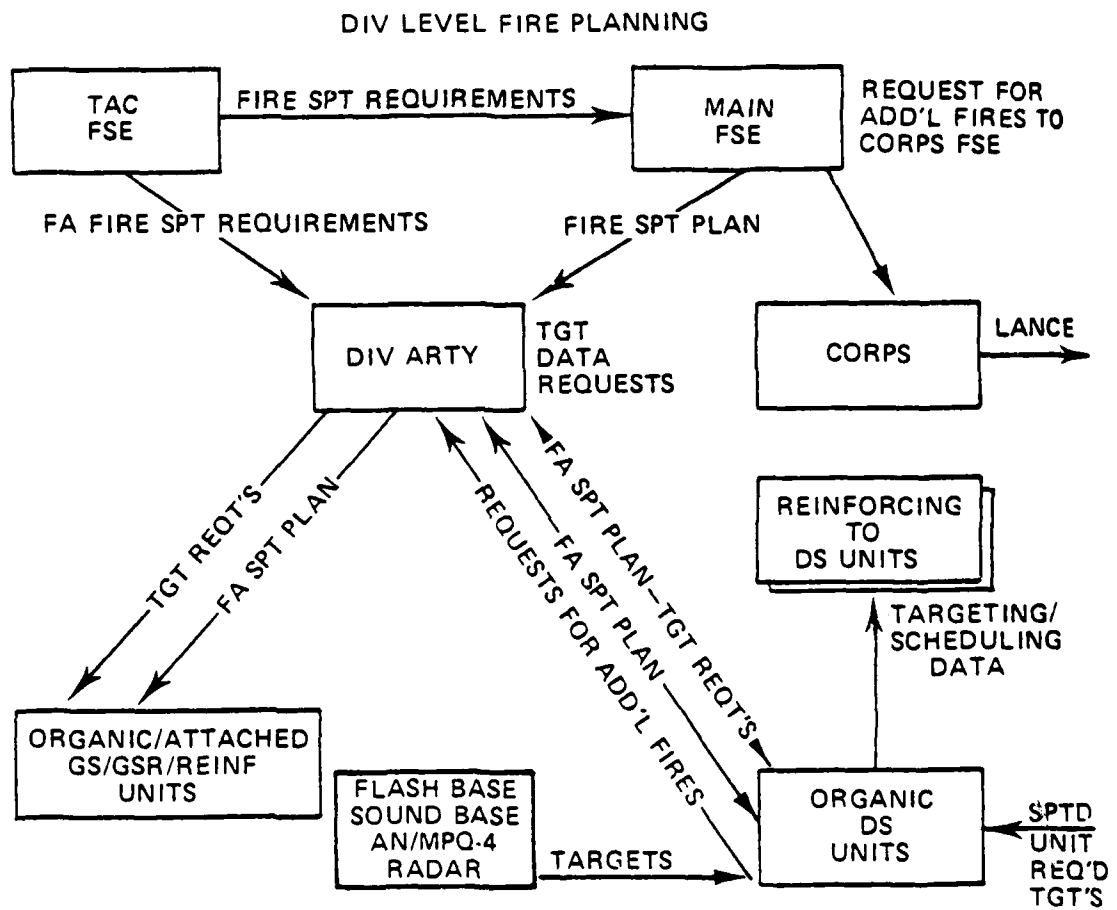 DIV LEVEL FIRE PLANNING
TAC
FSE
FIRE SPT REQUIREMENTS
MAIN
FSE
REQUEST FOR
ADD'L FIRES TO
CORPS FSE
FA FIRE SPT REQUIREMENTS
FIRE SPT PLAN
DIV ARTY
TGT
DATA
REQUESTS
CORPS
LANCE
TGT REQT'S
FA SPT PLAN
REQUESTS FOR ADD'L FIRES
FA SPT PLAN
FA SPT PLAN—TGT REQT'S
REINFORCING
TO
DS UNITS
TARGETING/
SCHEDULING
DATA
ORGANIC/ATTACHED
GS/GSR/REINF
UNITS
FLASH BASE
SOUND BASE
AN/MPQ-4
RADAR
TARGETS
ORGANIC
DS
UNITS
SPTD
UNIT
REQ'D
TGT'S